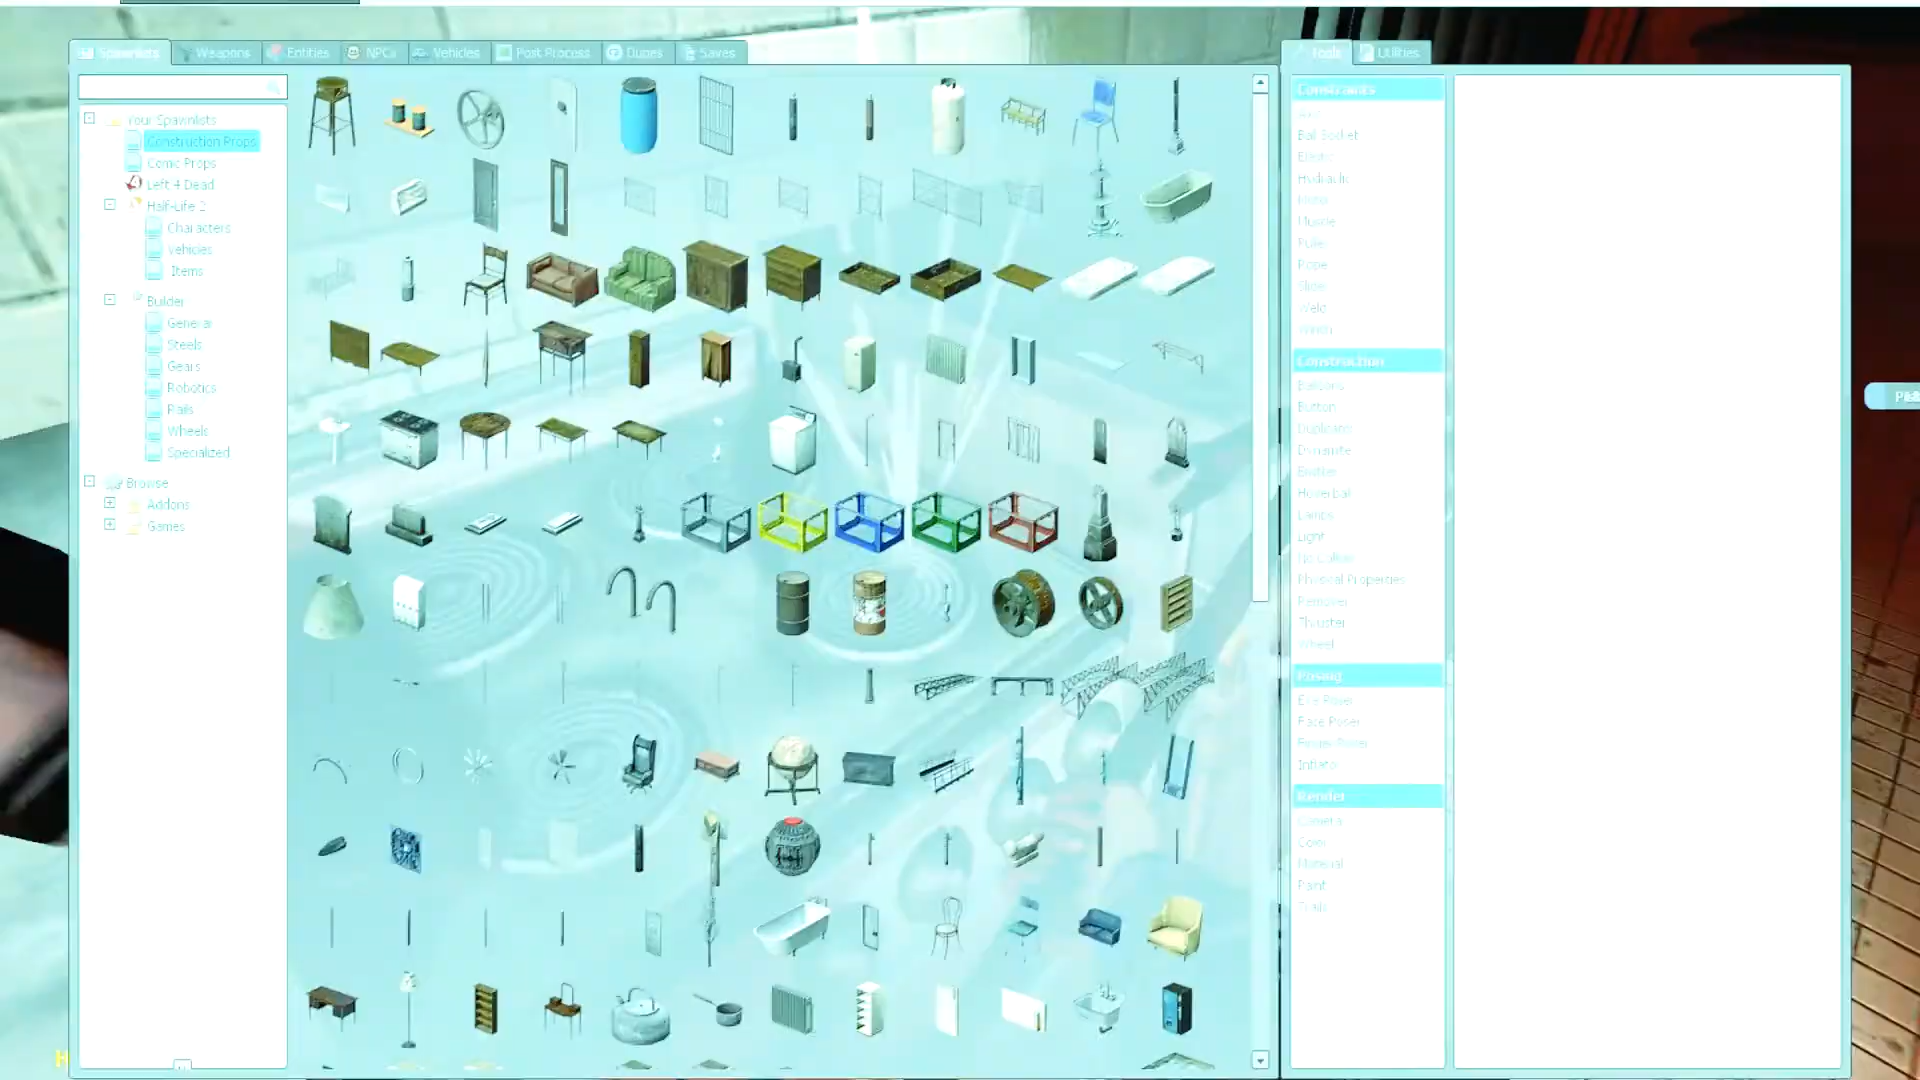 Spawnlists
Weapons
Entities
NPCs
Vehicles
Post Process
Dupes
Saves
Tools
Utilities
Your Spawnlists
Construction Props
Comic Props
Left 4 Dead
Half-Life 2
Characters
Vehicles
Items
Builder
General
Steels
Gears
Robotics
Rails
Wheels
Specialized
Browse
Addons
Games
Constraints
Axis
Ball Socket
Elastic
Hydraulic
Motor
Muscle
Pulley
Rope
Slider
Weld
Winch
Construction
Balloons
Button
Duplicator
Dynamite
Emitter
Hoverball
Lamps
Light
No Collide
Physical Properties
Remover
Thruster
Wheel
Posing
Eye Poser
Face Poser
Finger Poser
Inflator
Render
Camera
Color
Material
Paint
Trails
H